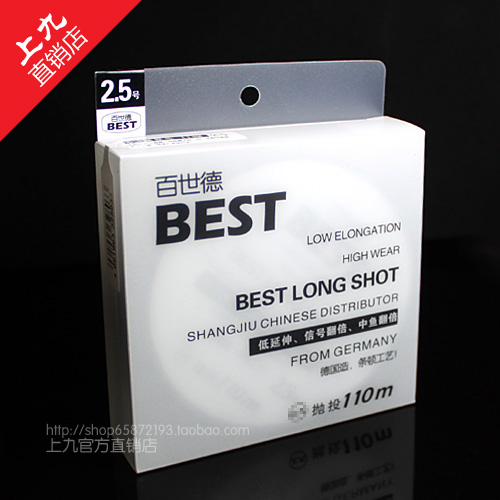 上九
直销店
2.5号
百世德
BEST
百世德
BEST
LOW ELONGATION
HIGH WEAR
BEST LONG SHOT
SHANGJIU CHINESE DISTRIBUTOR
低延伸、信号翻倍、中鱼翻倍
FROM GERMANY
德国造，条顿工艺!
抛投110m
http://shop65872193.taobao.com
上九官方直销店